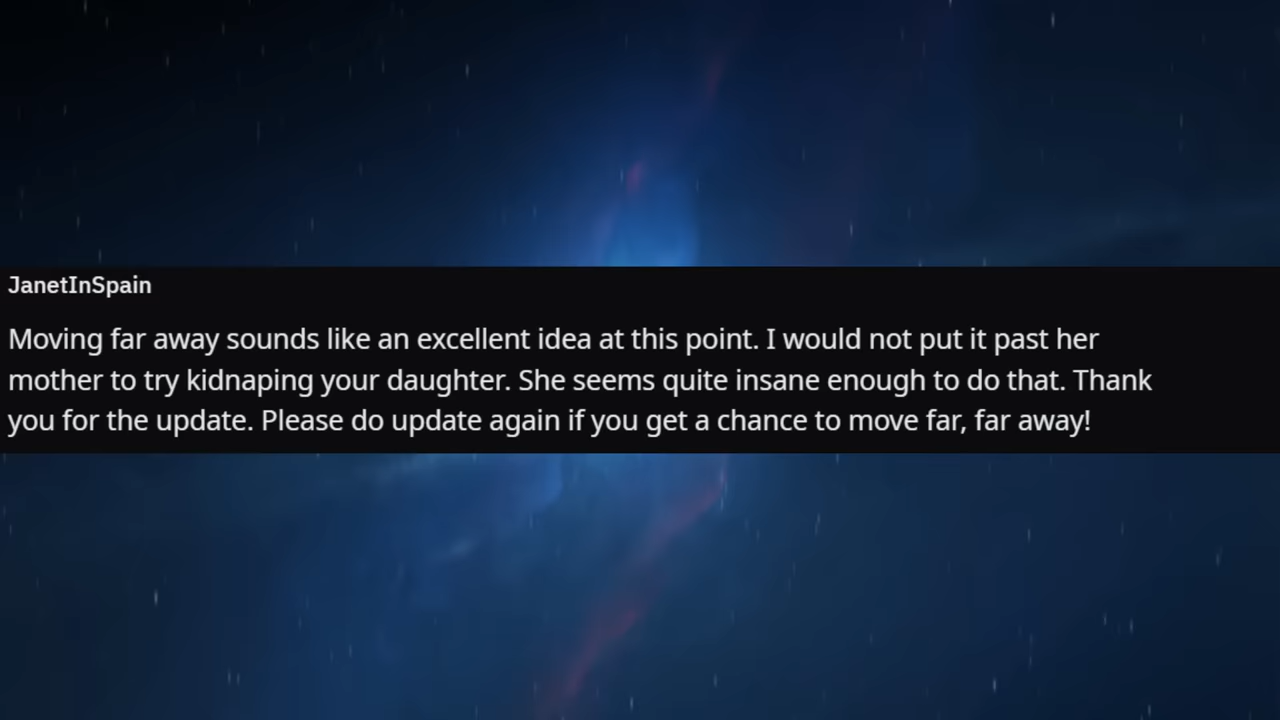 JanetInSpain
Moving far away sounds like an excellent idea at this point. I would not put it past her
mother to try kidnaping your daughter. She seems quite insane enough to do that. Thank
you for the update. Please do update again if you get a chance to move far, far away!